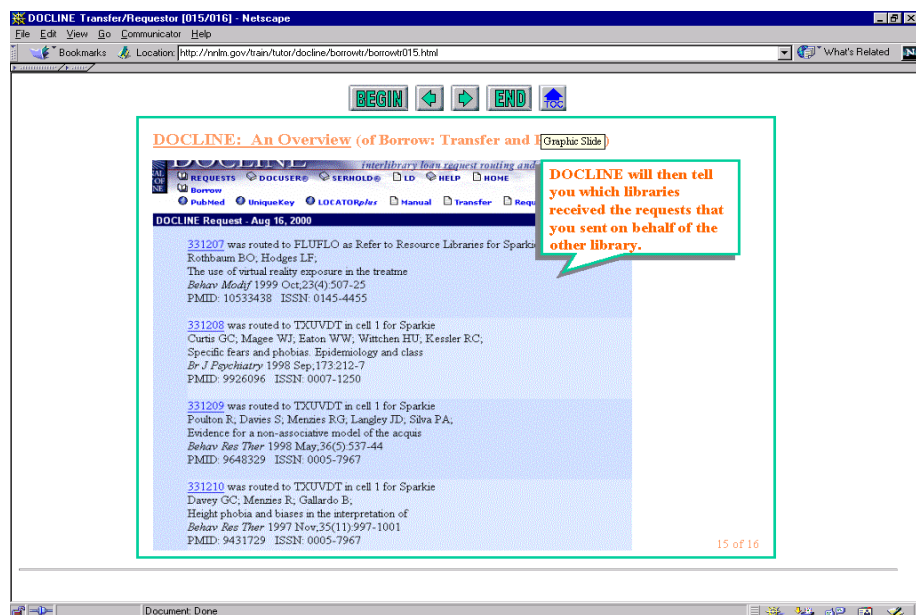 DOCLINE Transfer/Requestor [015/016] - Netscape
File Edit View Go Communicator Help
Bookmarks Location: http://nnlm.gov/train/tutor/docline/borrowtr/borrowtr015.html What's Related
BEGIN END TOC
DOCLINE: An Overview (of Borrow: Transfer and
Graphic Slide
DOCLINE
interlibrary loan request routing and
REQUESTS DOCUSER® SERHOLD® LD HELP HOME
Borrow
PubMed UniqueKey LOCATORplus Manual Transfer
DOCLINE will then tell
you which libraries
received the requests that
you sent on behalf of the
other library.
DOCLINE Request - Aug 16, 2000
331207 was routed to FLUFLO as Refer to Resource Libraries for Sparkie
Rothbaum BO; Hodges LF;
The use of virtual reality exposure in the treatme
Behav Modif 1999 Oct;23(4):507-25
PMID: 10533438 ISSN: 0145-4455
331208 was routed to TXUVDT in cell 1 for Sparkie
Curtis GC; Magee WJ; Eaton WW; Wittchen HU; Kessler RC;
Specific fears and phobias. Epidemiology and class
Br J Psychiatry 1998 Sep;173:212-7
PMID: 9926096 ISSN: 0007-1250
331209 was routed to TXUVDT in cell 1 for Sparkie
Poulton R; Davies S; Menzies RG; Langley JD; Silva PA;
Evidence for a non-associative model of the acquis
Behav Res Ther 1998 May;36(5):537-44
PMID: 9648329 ISSN: 0005-7967
331210 was routed to TXUVDT in cell 1 for Sparkie
Davey GC; Menzies R; Gallardo B;
Height phobia and biases in the interpretation of
Behav Res Ther 1997 Nov;35(11):997-1001
PMID: 9431729 ISSN: 0005-7967
15 of 16
Document: Done